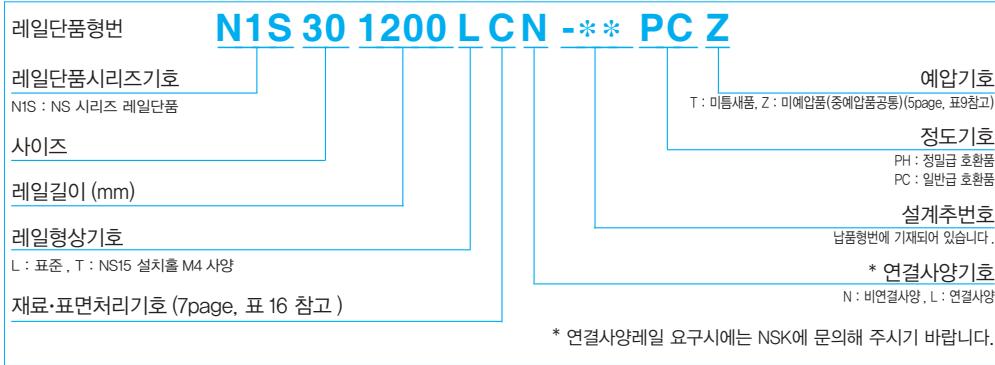 레일단품형번 N1S 30 1200 L C N -** PC Z
레일단품시리즈기호
N1S : NS 시리즈 레일단품
사이즈
레일길이 (mm)
레일형상기호
L : 표준 , T : NS15 설치홀 M4 사양
재료·표면처리기호 (7page, 표 16 참고 )
예압기호
T : 미틈새품, Z : 미예압품(중예압품공통)(5page, 표9참고)
정도기호
PH : 정밀급 호환품
PC : 일반급 호환품
설계추번호
납품형번에 기재되어 있습니다 .
* 연결사양기호
N : 비연결사양 , L : 연결사양
* 연결사양레일 요구시에는 NSK에 문의해 주시기 바랍니다.